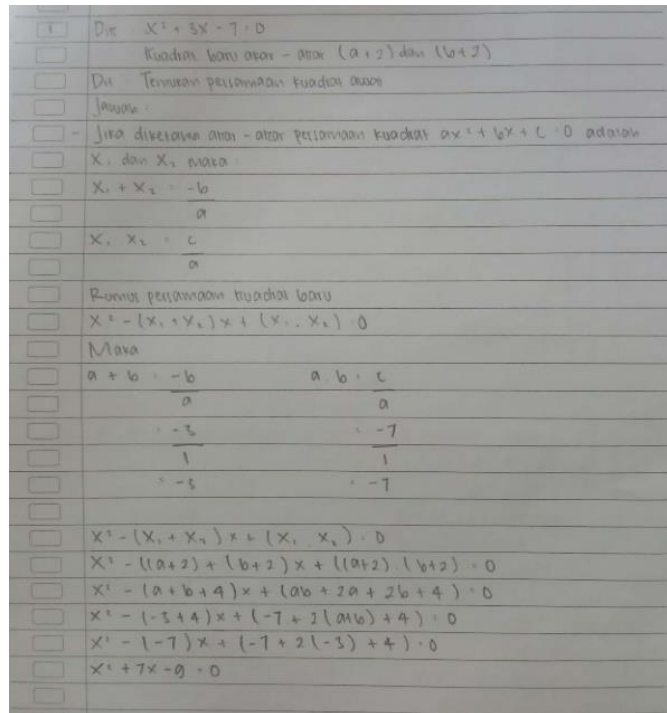 1 Dik x² + 3x - 7 = 0
Kuadrat baru akar - akar (a+2) dan (b+2)
Dit Temukan persamaan kuadrat
Jawab :
- Jika diketahui akar - akar persamaan kuadrat ax² + bx + c = 0 adalah
x₁ dan x₂ maka
x₁ + x₂ = -b
a
x₁ x₂ = c
a
Rumus persamaan kuadrat baru
x² - (x₁ + x₂) x + (x₁ . x₂) = 0
Maka
a + b = -b a . b = c
a a
= -3 = -7
1 1
= -3 = -7
x² - (x₁ + x₂) x + (x₁ . x₂) = 0
x² - ((a+2) + (b+2) x + ((a+2) . (b+2) = 0
x² - (a + b + 4) x + (ab + 2a + 2b + 4) = 0
x² - (-3 + 4) x + (-7 + 2(a+b) + 4) = 0
x² - (-7) x + (-7 + 2(-3) + 4) = 0
x² + 7x - 9 = 0